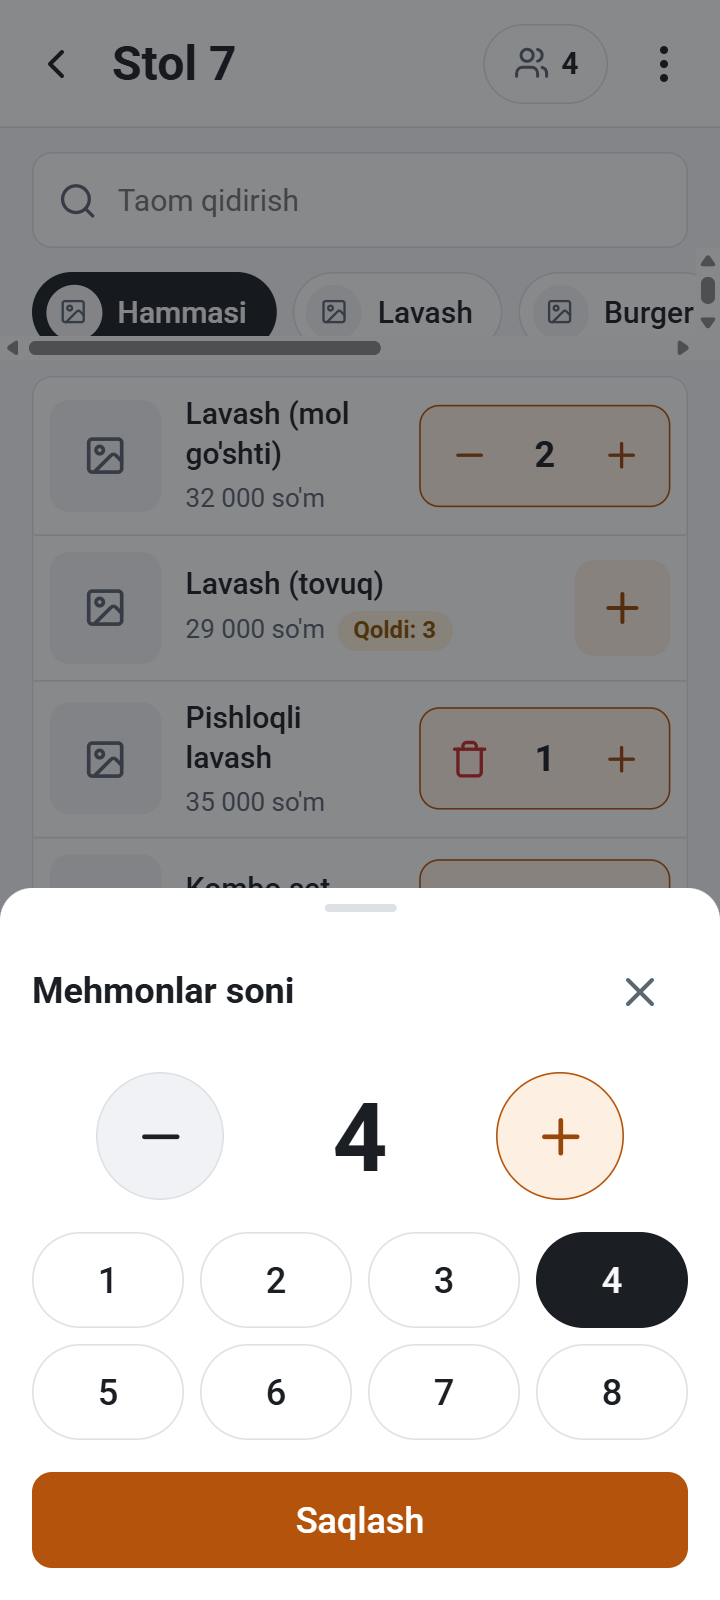 Stol 7
4
Taom qidirish
Hammasi
Lavash
Burger
Lavash (mol
go'shti)
32 000 so'm
2
Lavash (tovuq)
29 000 so'm
Qoldi: 3
Pishloqli
lavash
35 000 so'm
1
Mehmonlar soni
4
1
2
3
4
5
6
7
8
Saqlash